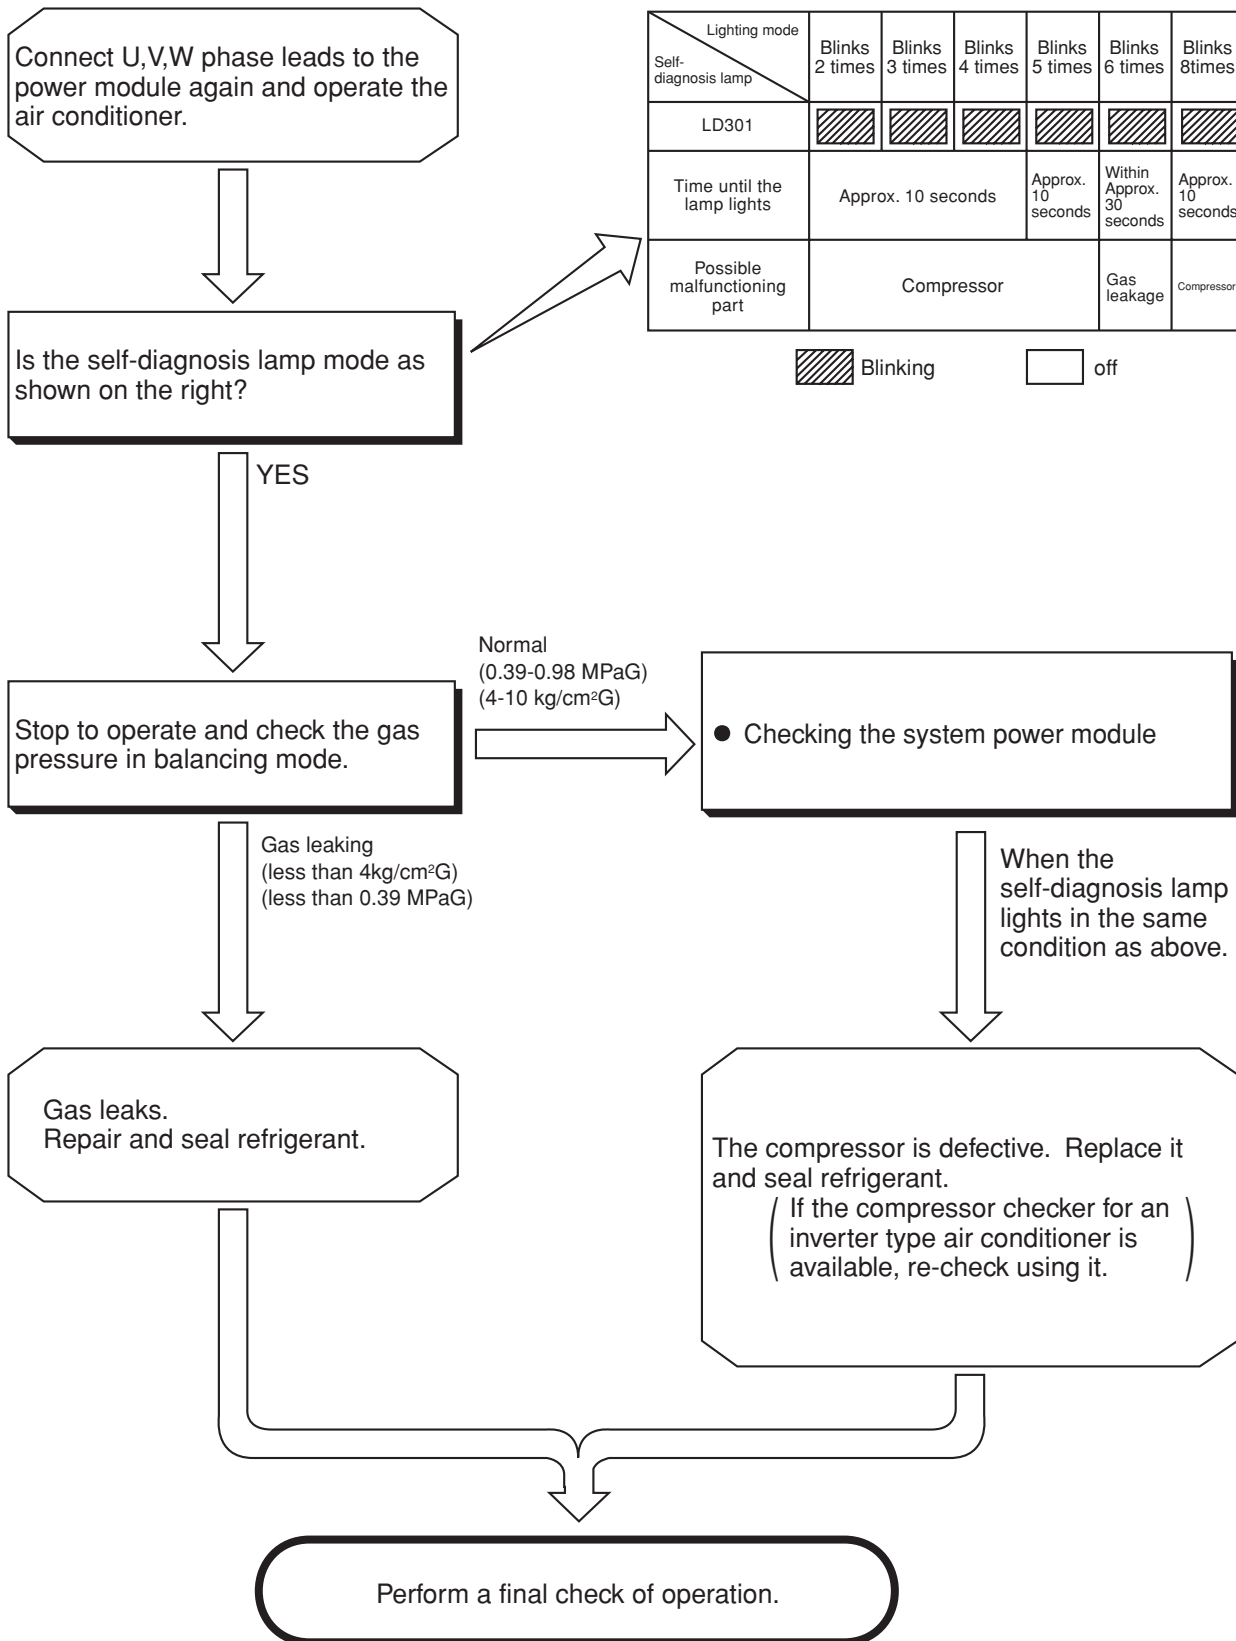 Connect U,V,W phase leads to the
power module again and operate the
air conditioner.
Lighting mode
Self-
diagnosis lamp
Blinks
2 times
Blinks
3 times
Blinks
4 times
Blinks
5 times
Blinks
6 times
Blinks
8times
LD301
Time until the
lamp lights
Approx. 10 seconds
Approx.
10
seconds
Within
Approx.
30
seconds
Approx.
10
seconds
Possible
malfunctioning
part
Compressor
Gas
leakage
Compressor
Blinking
off
Is the self-diagnosis lamp mode as
shown on the right?
YES
Normal
(0.39-0.98 MPaG)
(4-10 kg/cm²G)
Stop to operate and check the gas
pressure in balancing mode.
● Checking the system power module
Gas leaking
(less than 4kg/cm²G)
(less than 0.39 MPaG)
When the
self-diagnosis lamp
lights in the same
condition as above.
Gas leaks.
Repair and seal refrigerant.
The compressor is defective. Replace it
and seal refrigerant.
( If the compressor checker for an
inverter type air conditioner is
available, re-check using it. )
Perform a final check of operation.